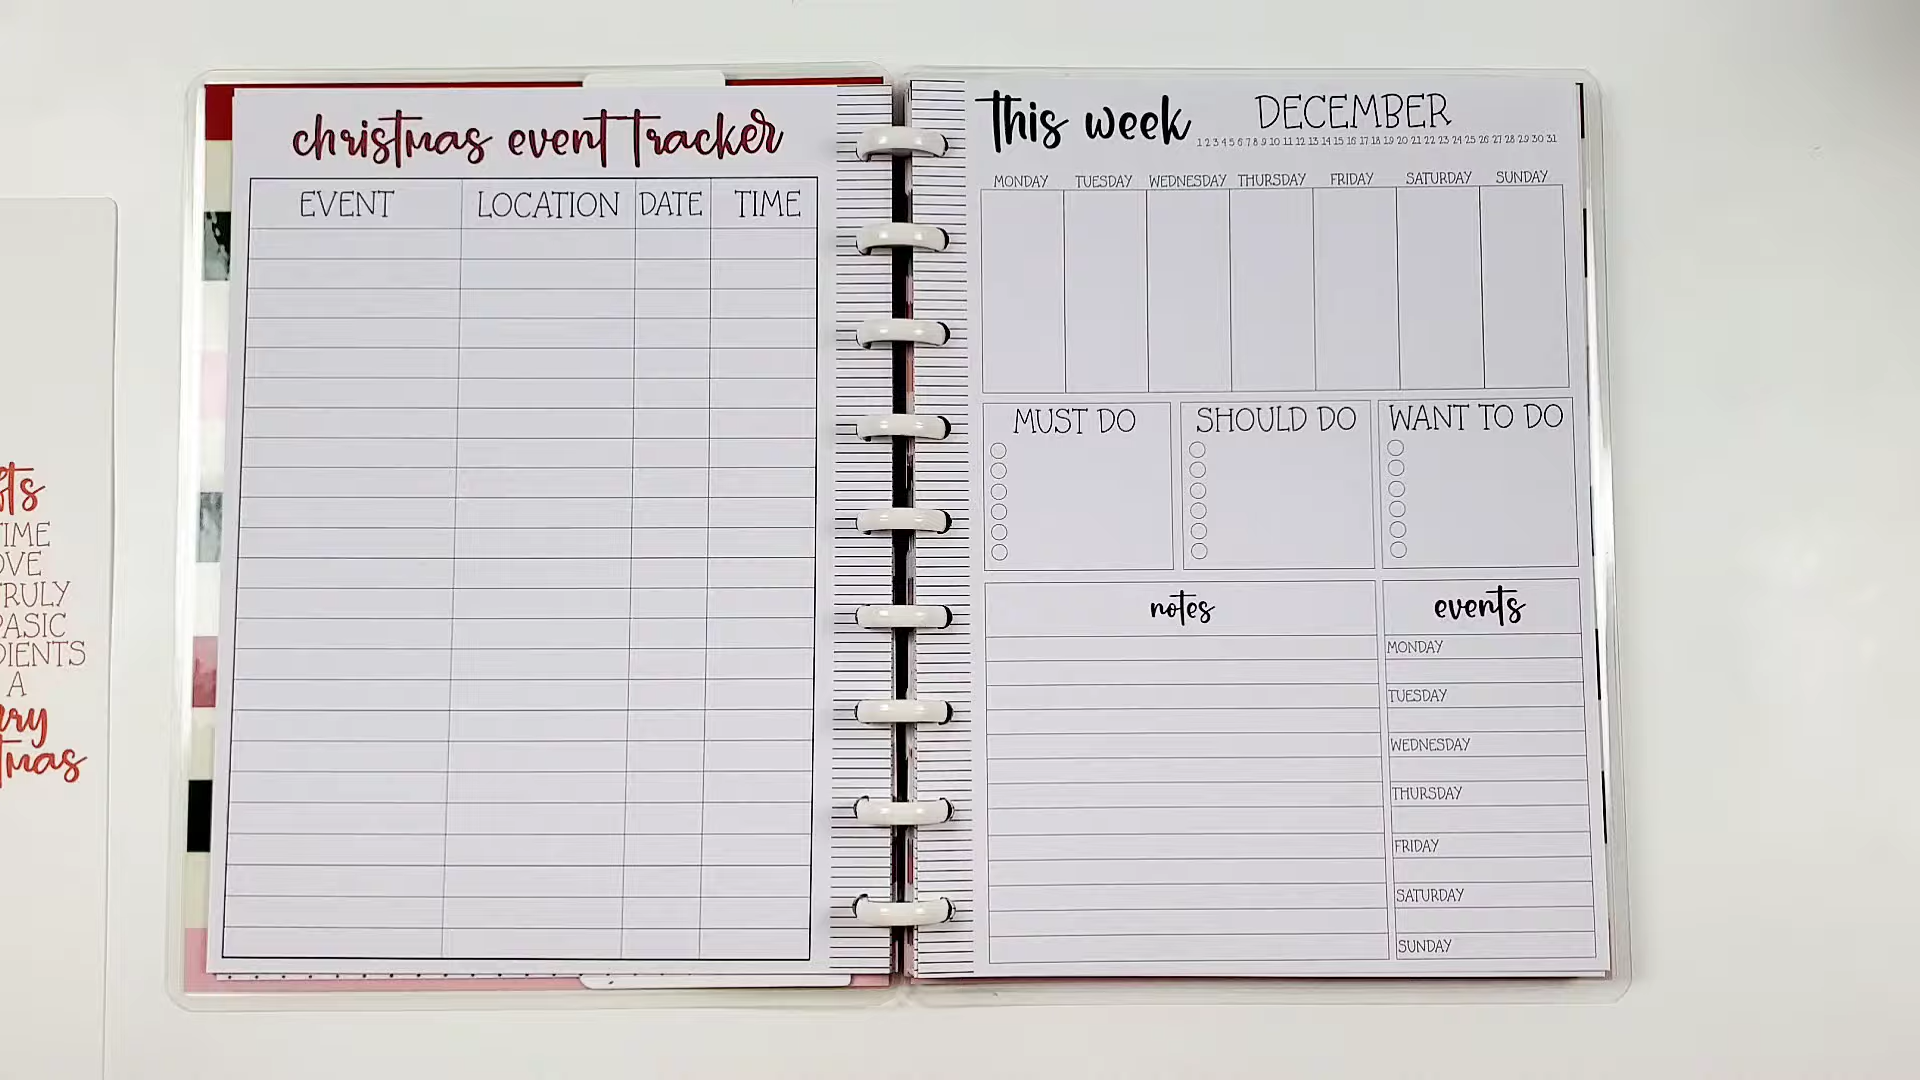 TIME
TRULY
A
christmas event tracker
EVENT LOCATION DATE TIME
this week DECEMBER
1 2 3 4 5 6 7 8 9 10 11 12 13 14 15 16 17 18 19 20 21 22 23 24 25 26 27 28 29 30 31
MONDAY TUESDAY WEDNESDAY THURSDAY FRIDAY SATURDAY SUNDAY
MUST DO SHOULD DO WANT TO DO
notes events
MONDAY
TUESDAY
WEDNESDAY
THURSDAY
FRIDAY
SATURDAY
SUNDAY